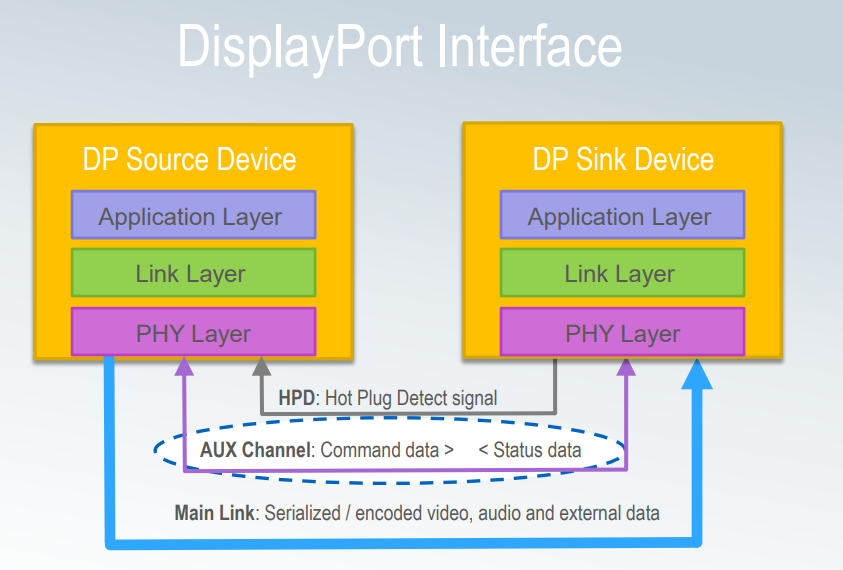 DisplayPort Interface
DP Source Device
Application Layer
Link Layer
PHY Layer
DP Sink Device
Application Layer
Link Layer
PHY Layer
HPD: Hot Plug Detect signal
AUX Channel: Command data > < Status data
Main Link: Serialized / encoded video, audio and external data